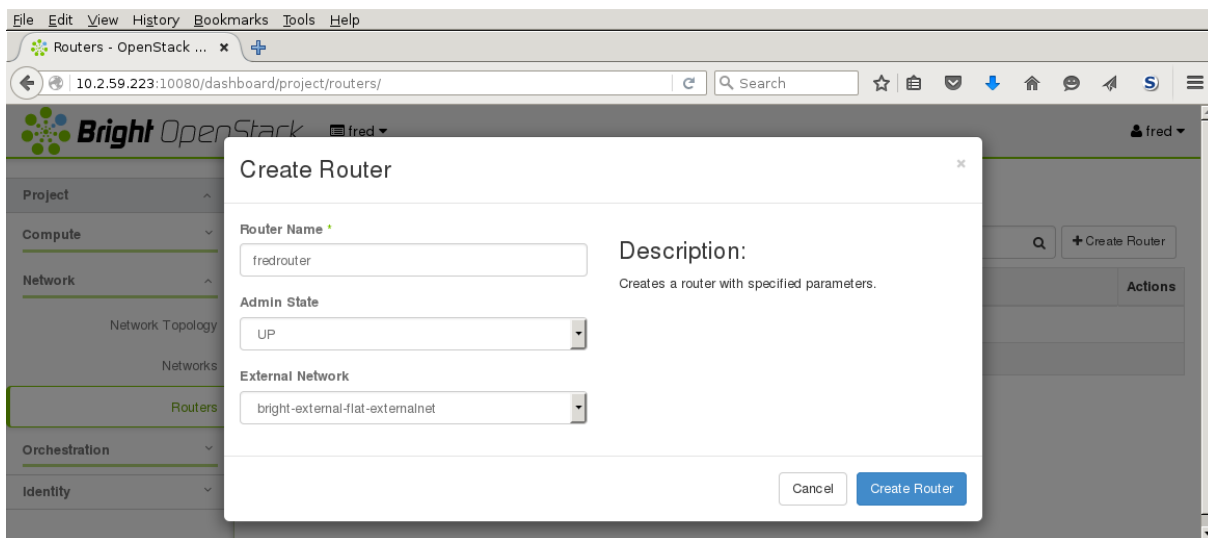 File Edit View History Bookmarks Tools Help
Routers - OpenStack ... ×
10.2.59.223:10080/dashboard/project/routers/ Search S
Bright OpenStack fred fred
Create Router ×
Project
Compute
Router Name *
fredrouter
Description:
+ Create Router
Network
Creates a router with specified parameters.
Actions
Admin State
UP
Network Topology
Networks
External Network
bright-external-flat-externalnet
Routers
Orchestration
Identity
Cancel Create Router